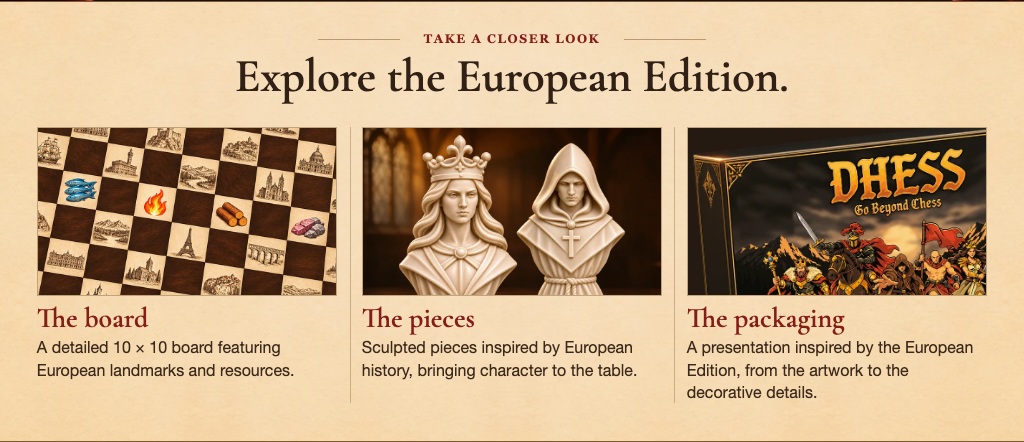 TAKE A CLOSER LOOK
Explore the European Edition.
DHESS
Go Beyond Chess
The board
A detailed 10 × 10 board featuring
European landmarks and resources.
The pieces
Sculpted pieces inspired by European
history, bringing character to the table.
The packaging
A presentation inspired by the European
Edition, from the artwork to the
decorative details.